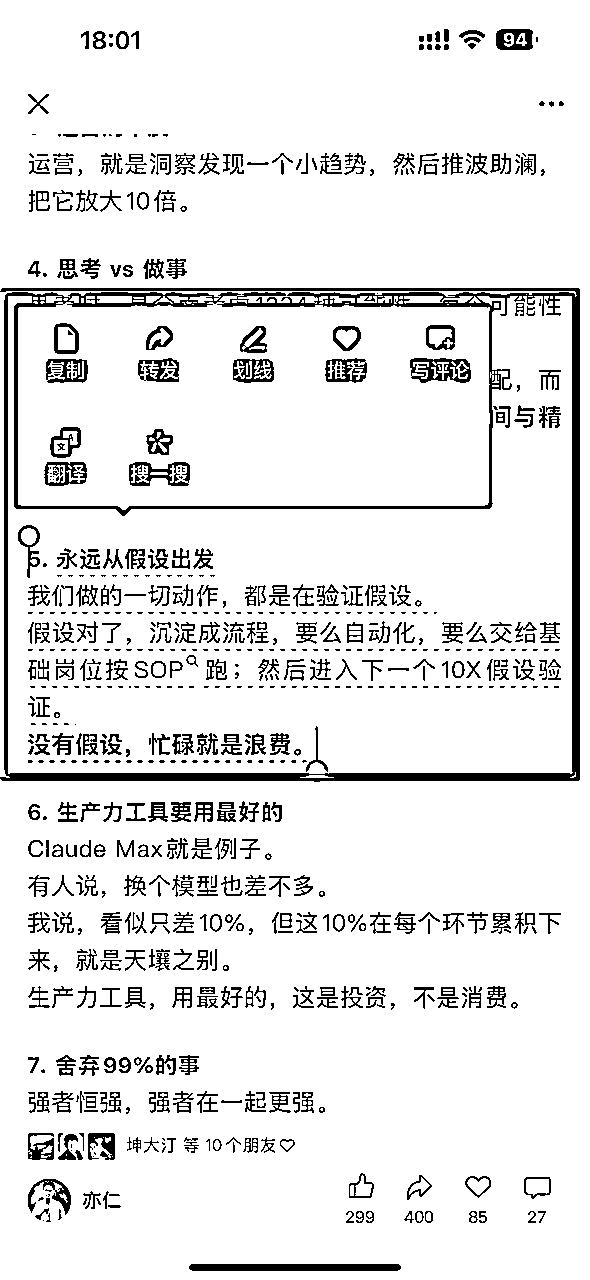 18:01
94
运营，就是洞察发现一个小趋势，然后推波助澜，
把它放大10倍。
4. 思考 vs 做事
可能性
复制 转发 划线 推荐 写评论
配，而
间与精
翻译 搜一搜
5. 永远从假设出发
我们做的一切动作，都是在验证假设。
假设对了，沉淀成流程，要么自动化，要么交给基
础岗位按SOP跑；然后进入下一个10X假设验
证。
没有假设，忙碌就是浪费。
6. 生产力工具要用最好的
Claude Max就是例子。
有人说，换个模型也差不多。
我说，看似只差10%，但这10%在每个环节累积下
来，就是天壤之别。
生产力工具，用最好的，这是投资，不是消费。
7. 舍弃99%的事
强者恒强，强者在一起更强。
坤大汀 等 10个朋友
亦仁
299 400 85 27